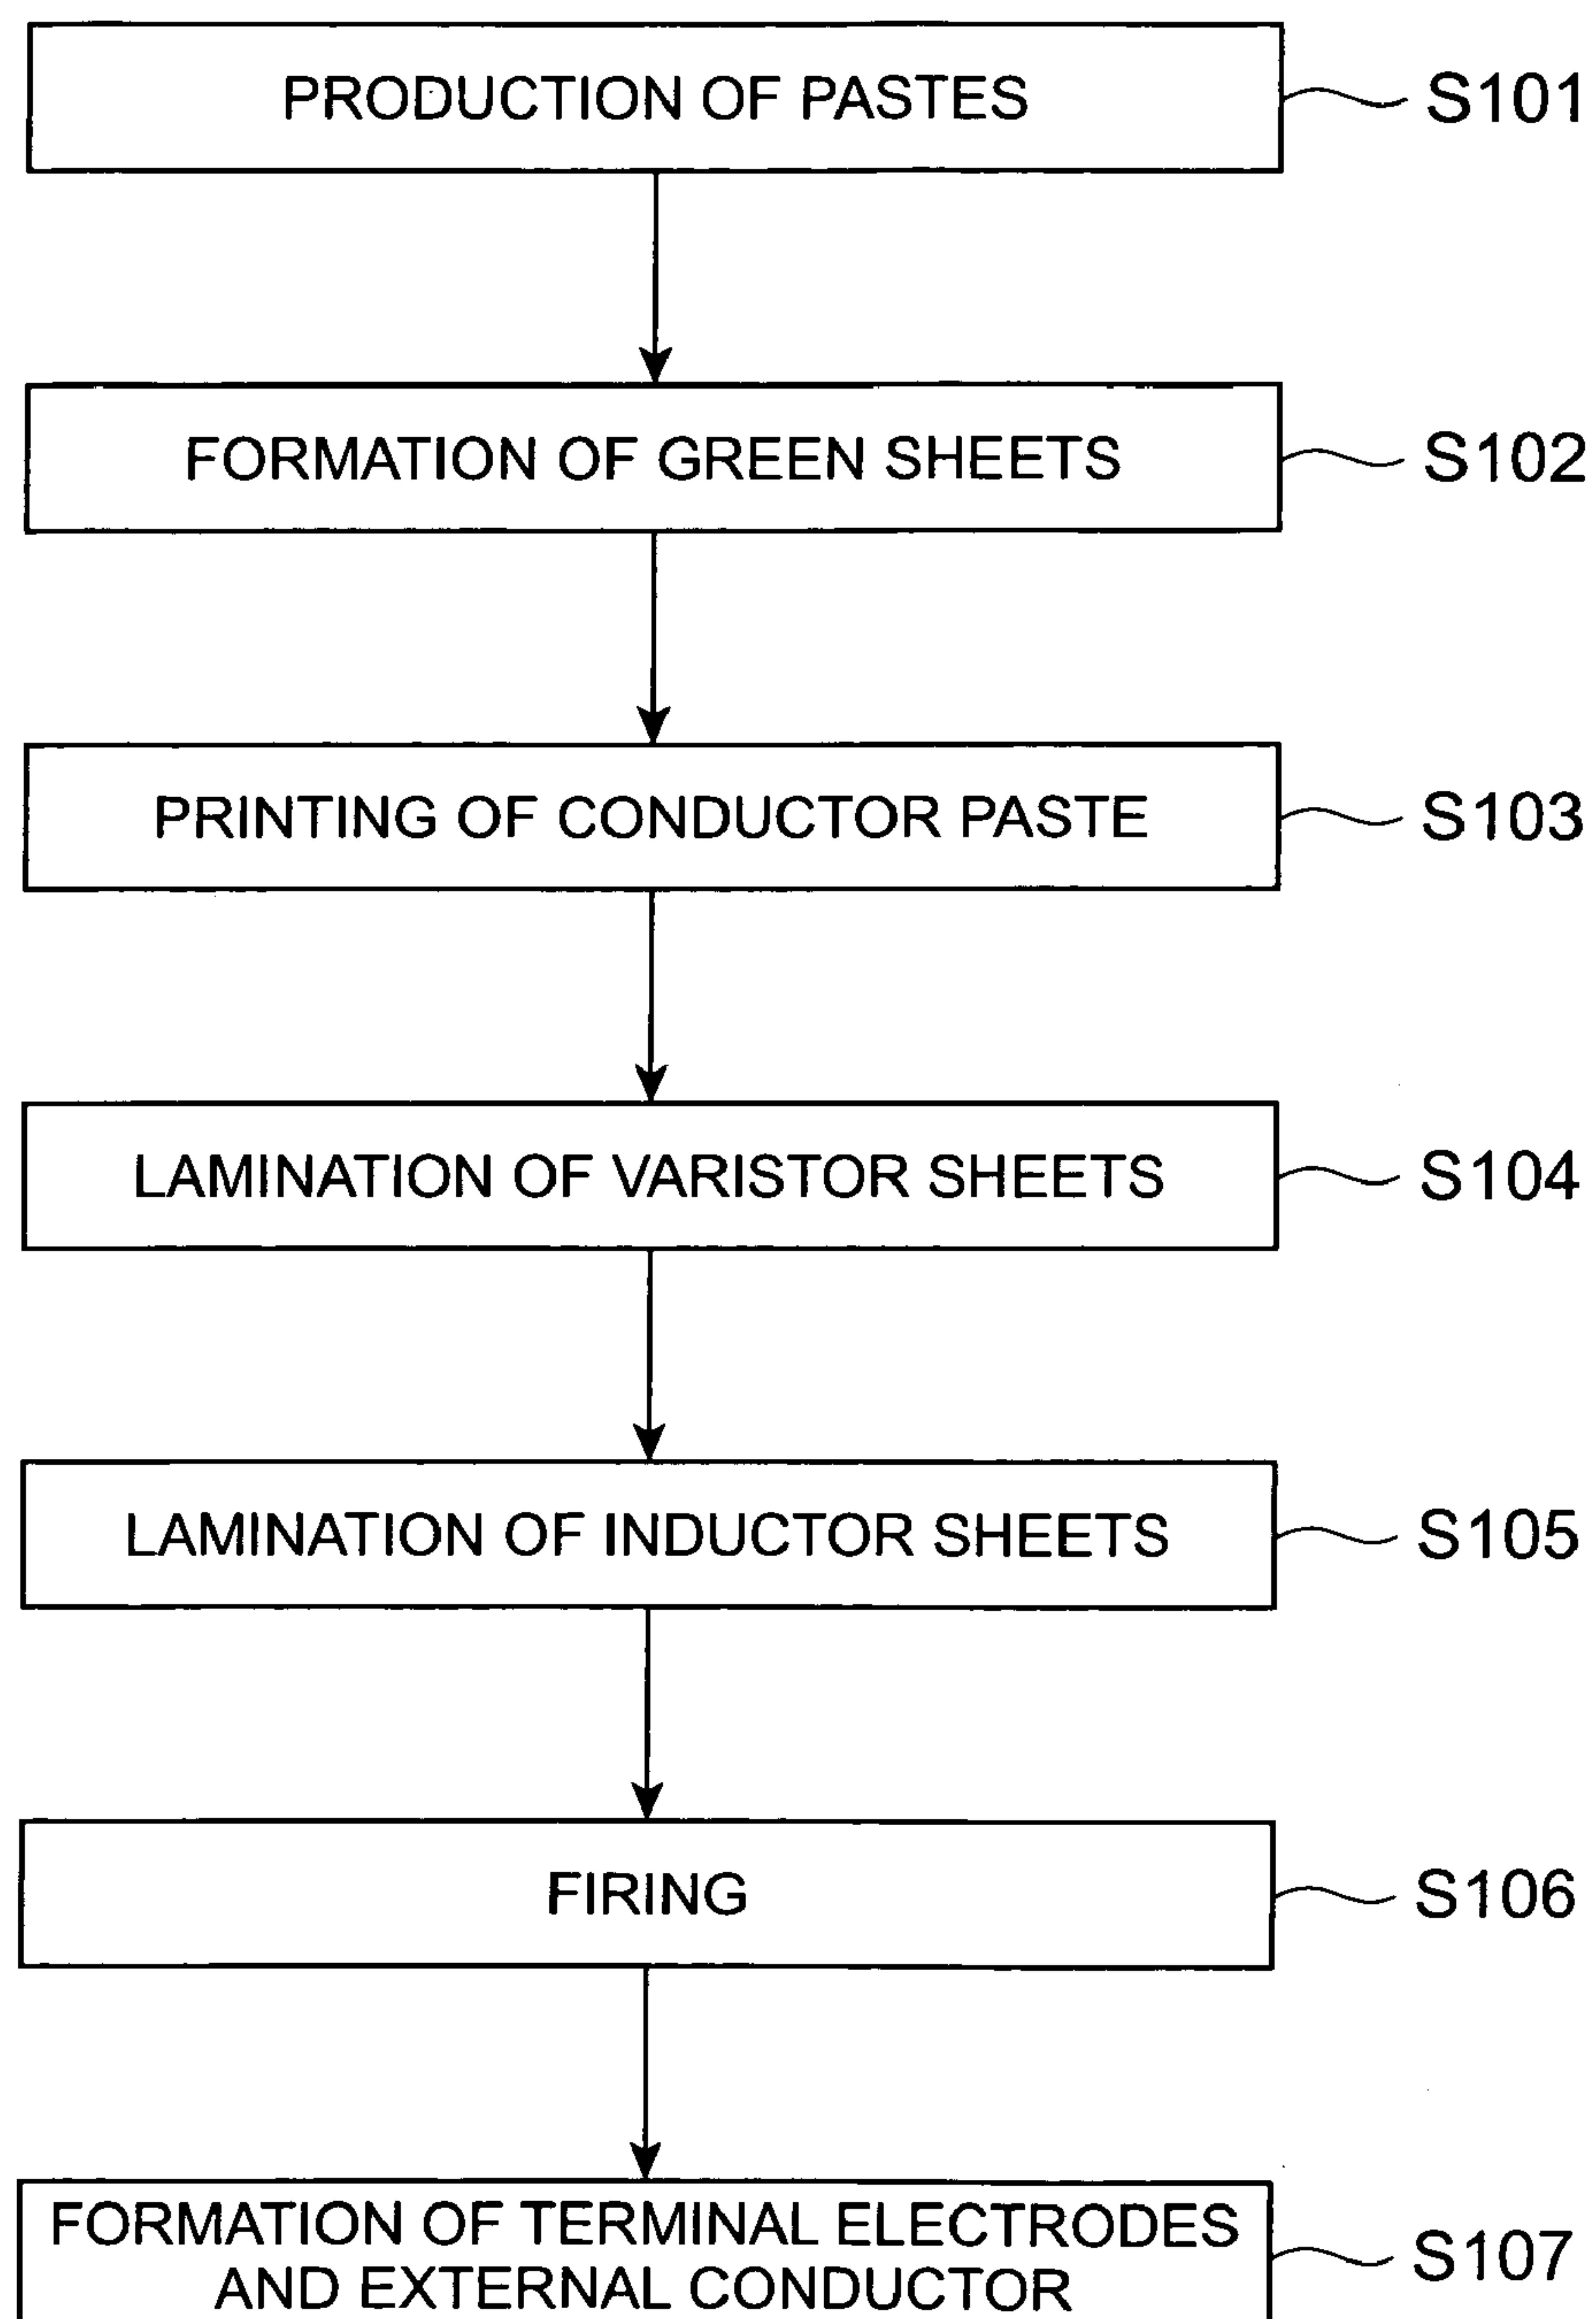 PRODUCTION OF PASTES
S101
FORMATION OF GREEN SHEETS
S102
PRINTING OF CONDUCTOR PASTE
S103
LAMINATION OF VARISTOR SHEETS
S104
LAMINATION OF INDUCTOR SHEETS
S105
FIRING
S106
FORMATION OF TERMINAL ELECTRODES
AND EXTERNAL CONDUCTOR
S107